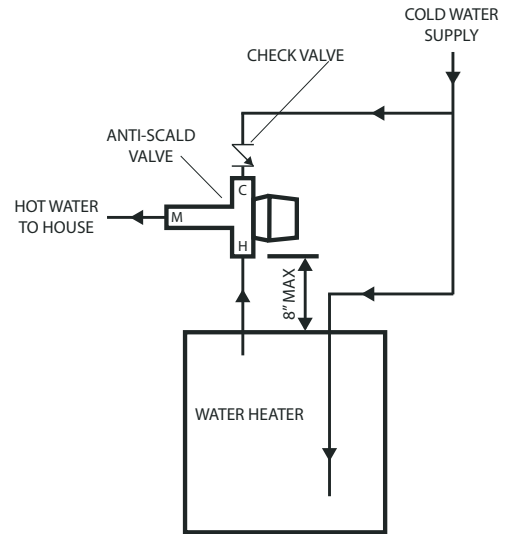 COLD WATER
SUPPLY
CHECK VALVE
ANTI-SCALD
VALVE
C
HOT WATER
TO HOUSE
M
H
8" MAX
WATER HEATER